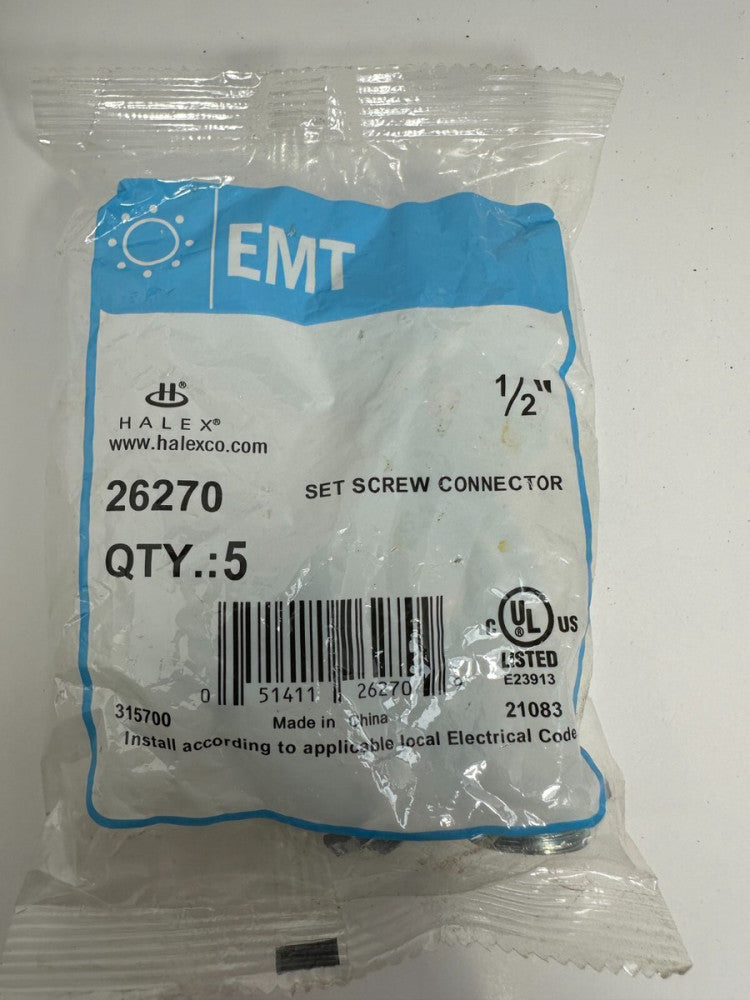 EMT
H®
HALEX®
www.halexco.com
1/2"
26270
SET SCREW CONNECTOR
QTY.:5
C UL® US
LISTED
E23913
0 51411 26270
315700
Made in China
21083
Install according to applicable local Electrical Code